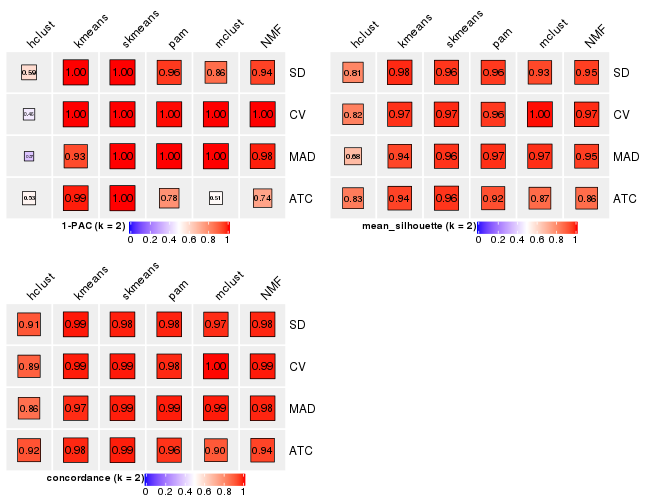 hclust kmeans skmeans pam mclust NMF
0.59 1.00 1.00 0.96 0.86 0.94 SD
1.00 1.00 1.00 1.00 1.00 CV
0.93 1.00 1.00 1.00 0.98 MAD
0.53 0.99 1.00 0.78 0.51 0.74 ATC
1-PAC (k = 2)
0 0.2 0.4 0.6 0.8 1
hclust kmeans skmeans pam mclust NMF
0.81 0.98 0.96 0.96 0.93 0.95 SD
0.82 0.97 0.97 0.96 1.00 0.97 CV
0.68 0.94 0.96 0.97 0.97 0.95 MAD
0.83 0.94 0.96 0.92 0.87 0.86 ATC
mean_silhouette (k = 2)
0 0.2 0.4 0.6 0.8 1
hclust kmeans skmeans pam mclust NMF
0.91 0.99 0.98 0.98 0.97 0.98 SD
0.89 0.99 0.99 0.98 1.00 0.99 CV
0.86 0.97 0.99 0.99 0.99 0.98 MAD
0.92 0.98 0.99 0.96 0.90 0.94 ATC
concordance (k = 2)
0 0.2 0.4 0.6 0.8 1